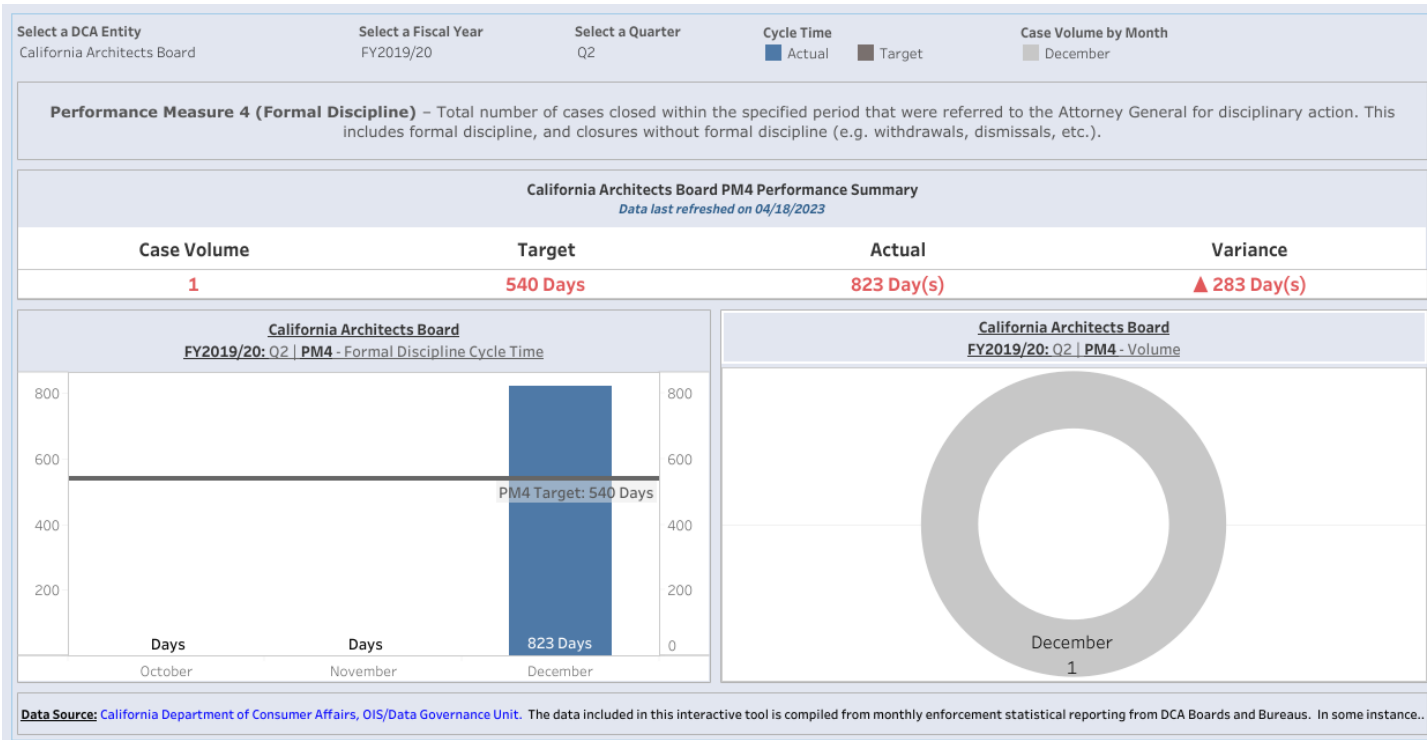 Select a DCA Entity
California Architects Board
Select a Fiscal Year
FY2019/20
Select a Quarter
Q2
Cycle Time
Actual
Target
Case Volume by Month
December
Performance Measure 4 (Formal Discipline) – Total number of cases closed within the specified period that were referred to the Attorney General for disciplinary action. This
includes formal discipline, and closures without formal discipline (e.g. withdrawals, dismissals, etc.).
California Architects Board PM4 Performance Summary
Data last refreshed on 04/18/2023
Case Volume Target Actual Variance
1 540 Days 823 Day(s) ▲ 283 Day(s)
California Architects Board
FY2019/20: Q2 | PM4 - Formal Discipline Cycle Time
800 800
600 600
PM4 Target: 540 Days
400 400
200 200
Days Days 823 Days 0
October November December
California Architects Board
FY2019/20: Q2 | PM4 - Volume
December
1
Data Source: California Department of Consumer Affairs, OIS/Data Governance Unit. The data included in this interactive tool is compiled from monthly enforcement statistical reporting from DCA Boards and Bureaus. In some instance..